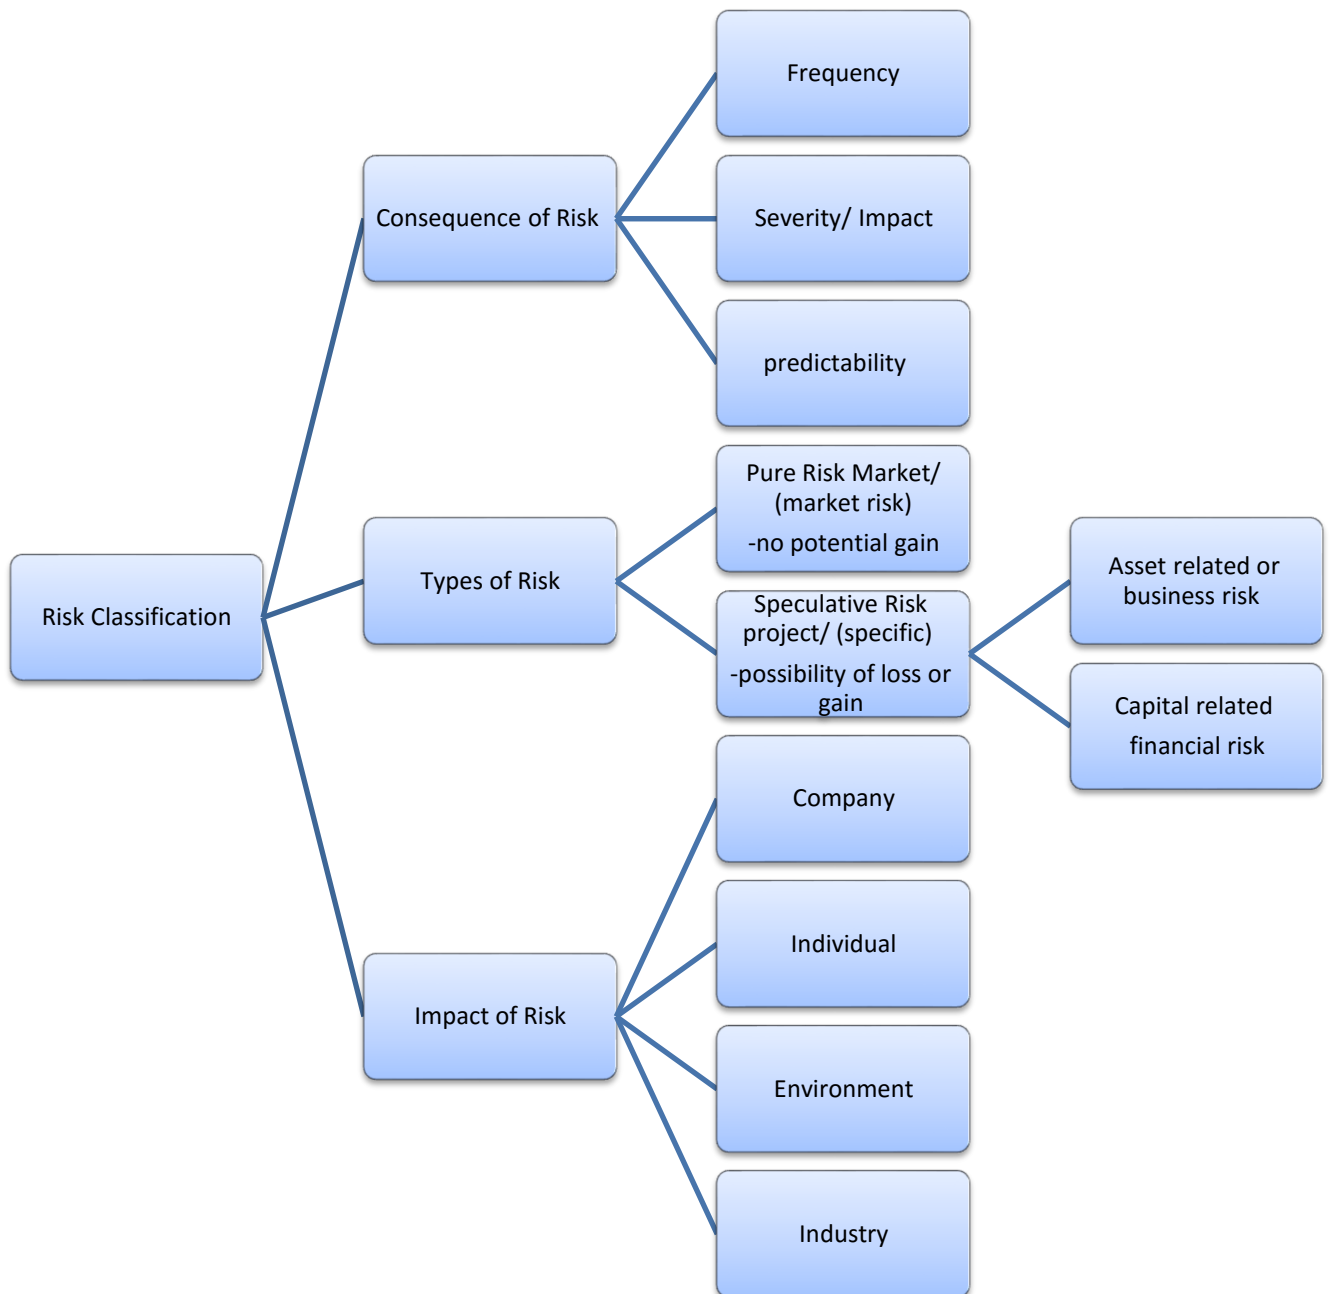 Frequency
Consequence of Risk
Severity/ Impact
predictability
Pure Risk Market/
(market risk)
-no potential gain
Risk Classification
Types of Risk
Speculative Risk
project/ (specific)
-possibility of loss or
gain
Asset related or
business risk
Capital related
financial risk
Company
Individual
Impact of Risk
Environment
Industry